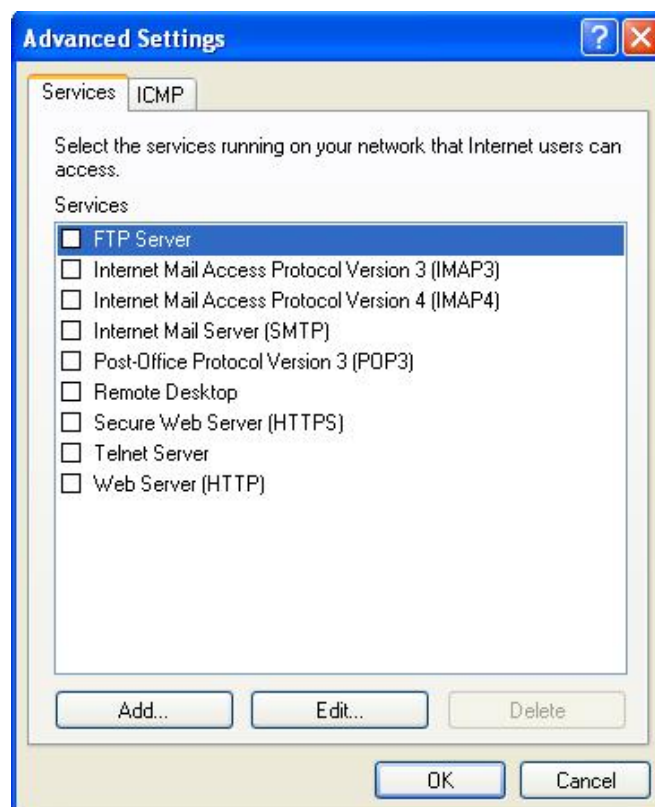 Advanced Settings
Services
ICMP
Select the services running on your network that Internet users can
access.
Services
FTP Server
Internet Mail Access Protocol Version 3 (IMAP3)
Internet Mail Access Protocol Version 4 (IMAP4)
Internet Mail Server (SMTP)
Post-Office Protocol Version 3 (POP3)
Remote Desktop
Secure Web Server (HTTPS)
Telnet Server
Web Server (HTTP)
Add...
Edit...
Delete
OK
Cancel